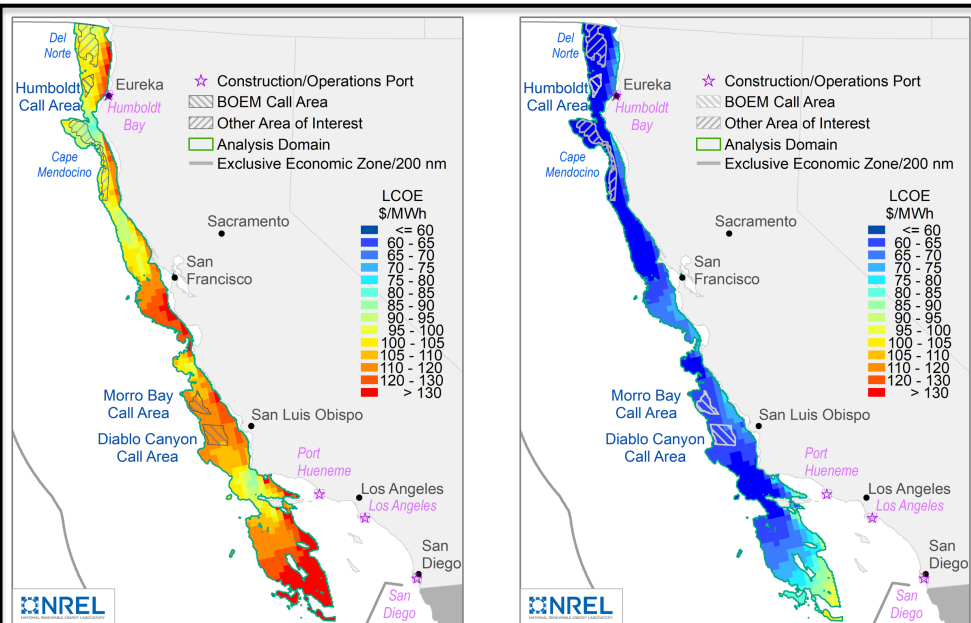 Del
Norte
Humboldt
Call Area
Eureka
Humboldt
Bay
Cape
Mendocino
Construction/Operations Port
BOEM Call Area
Other Area of Interest
Analysis Domain
Exclusive Economic Zone/200 nm
LCOE
$/MWh
<= 60
60 - 65
65 - 70
70 - 75
75 - 80
80 - 85
85 - 90
90 - 95
95 - 100
100 - 105
105 - 110
110 - 120
120 - 130
> 130
Sacramento
San
Francisco
Morro Bay
Call Area
San Luis Obispo
Diablo Canyon
Call Area
Port
Hueneme
Los Angeles
Los Angeles
San
Diego
San
Diego
NREL
NATIONAL RENEWABLE ENERGY LABORATORY
Del
Norte
Humboldt
Call Area
Eureka
Humboldt
Bay
Cape
Mendocino
Construction/Operations Port
BOEM Call Area
Other Area of Interest
Analysis Domain
Exclusive Economic Zone/200 nm
LCOE
$/MWh
<= 60
60 - 65
65 - 70
70 - 75
75 - 80
80 - 85
85 - 90
90 - 95
95 - 100
100 - 105
105 - 110
110 - 120
120 - 130
> 130
Sacramento
San
Francisco
Morro Bay
Call Area
San Luis Obispo
Diablo Canyon
Call Area
Port
Hueneme
Los Angeles
Los Angeles
San
Diego
San
Diego
NREL
NATIONAL RENEWABLE ENERGY LABORATORY